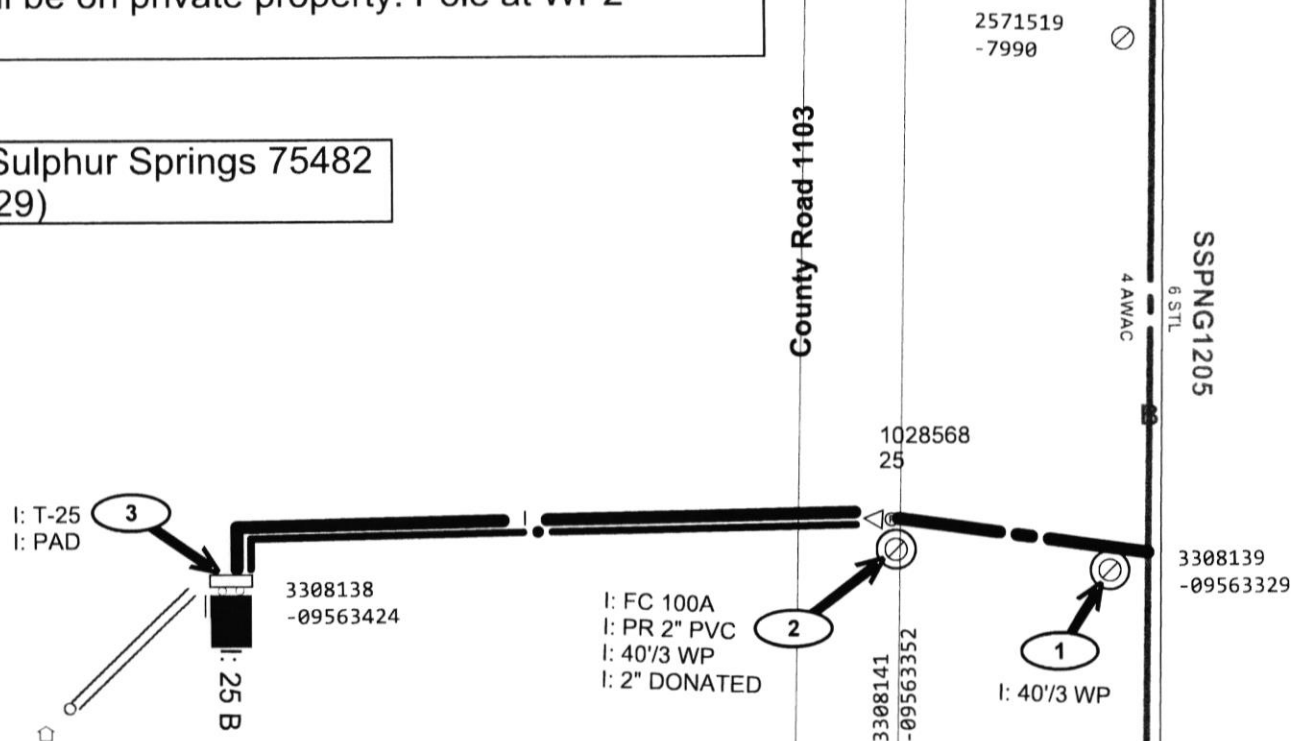 be on private property. Pole at WP2
2571519
-7990
Sulphur Springs 75482
29)
County Road 1103
4 AWAC
6 STL
SSPNG1205
1028568
25
I: T-25
I: PAD
3
3308138
-09563424
I: 25 B
I: FC 100A
I: PR 2" PVC
I: 40'/3 WP
I: 2" DONATED
2
3308141
-09563352
1
I: 40'/3 WP
3308139
-09563329